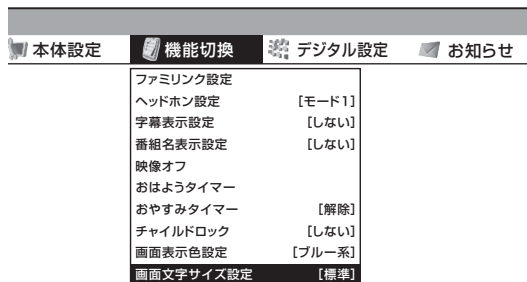 本体設定 機能切換 デジタル設定 お知らせ
ファミリンク設定
ヘッドホン設定 [モード1]
字幕表示設定 [しない]
番組名表示設定 [しない]
映像オフ
おはようタイマー
おやすみタイマー [解除]
チャイルドロック [しない]
画面表示色設定 [ブルー系]
画面文字サイズ設定 [標準]